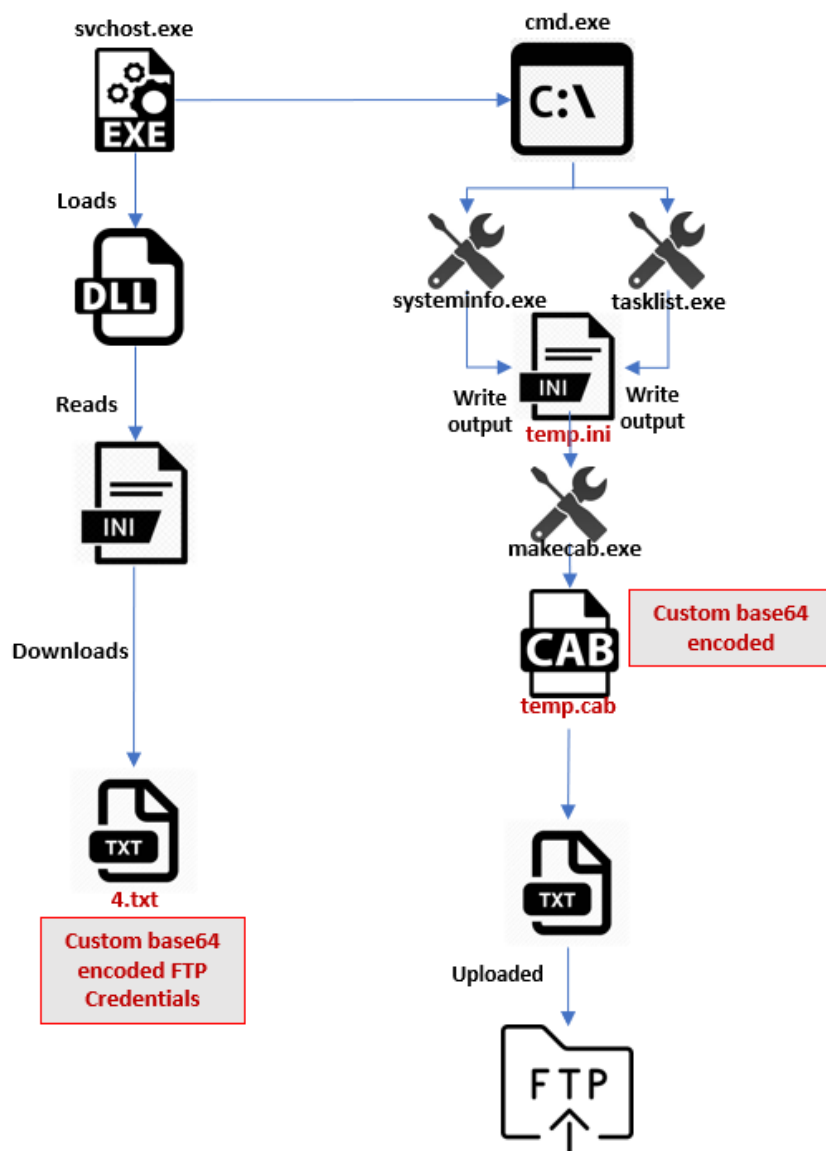 svchost.exe
cmd.exe
EXE
C:\
Loads
DLL
systeminfo.exe
tasklist.exe
Reads
INI
Write
output
Write
output
temp.ini
INI
makecab.exe
Downloads
CAB
Custom base64
encoded
temp.cab
TXT
4.txt
TXT
Custom base64
encoded FTP
Credentials
Uploaded
FTP